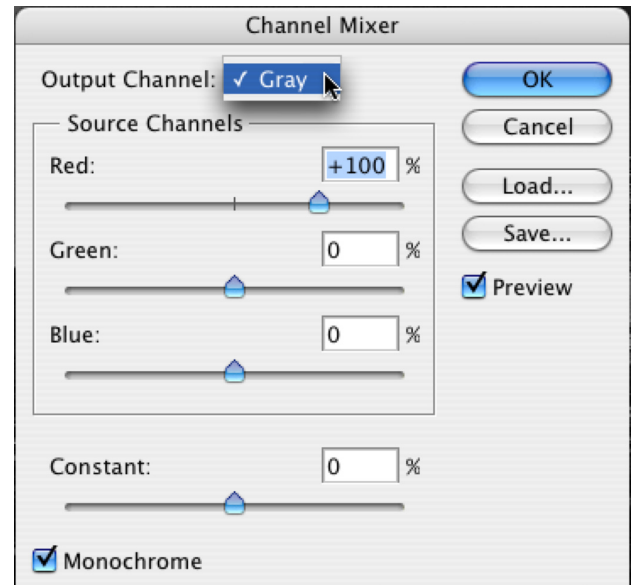 Channel Mixer
Output Channel: ✓ Gray
OK
Source Channels
Cancel
Red: +100 %
Load...
Save...
Green: 0 %
Preview
Blue: 0 %
Constant: 0 %
Monochrome